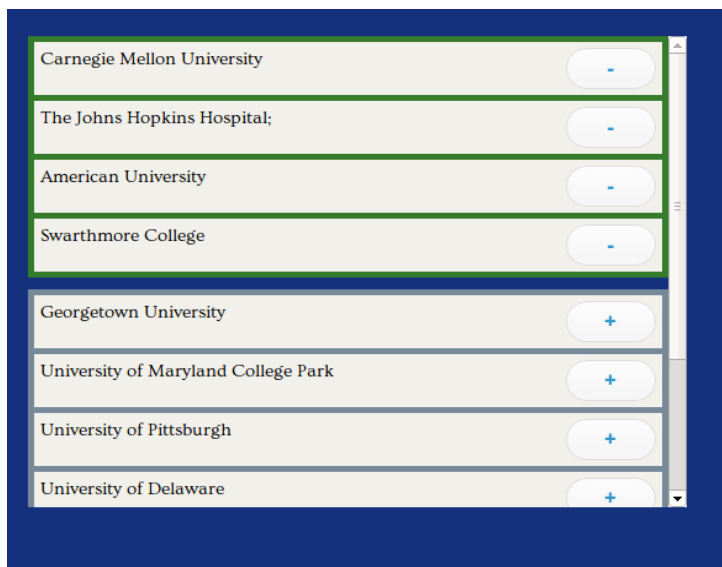 Carnegie Mellon University
-
The Johns Hopkins Hospital;
-
American University
-
Swarthmore College
-
Georgetown University
+
University of Maryland College Park
+
University of Pittsburgh
+
University of Delaware
+